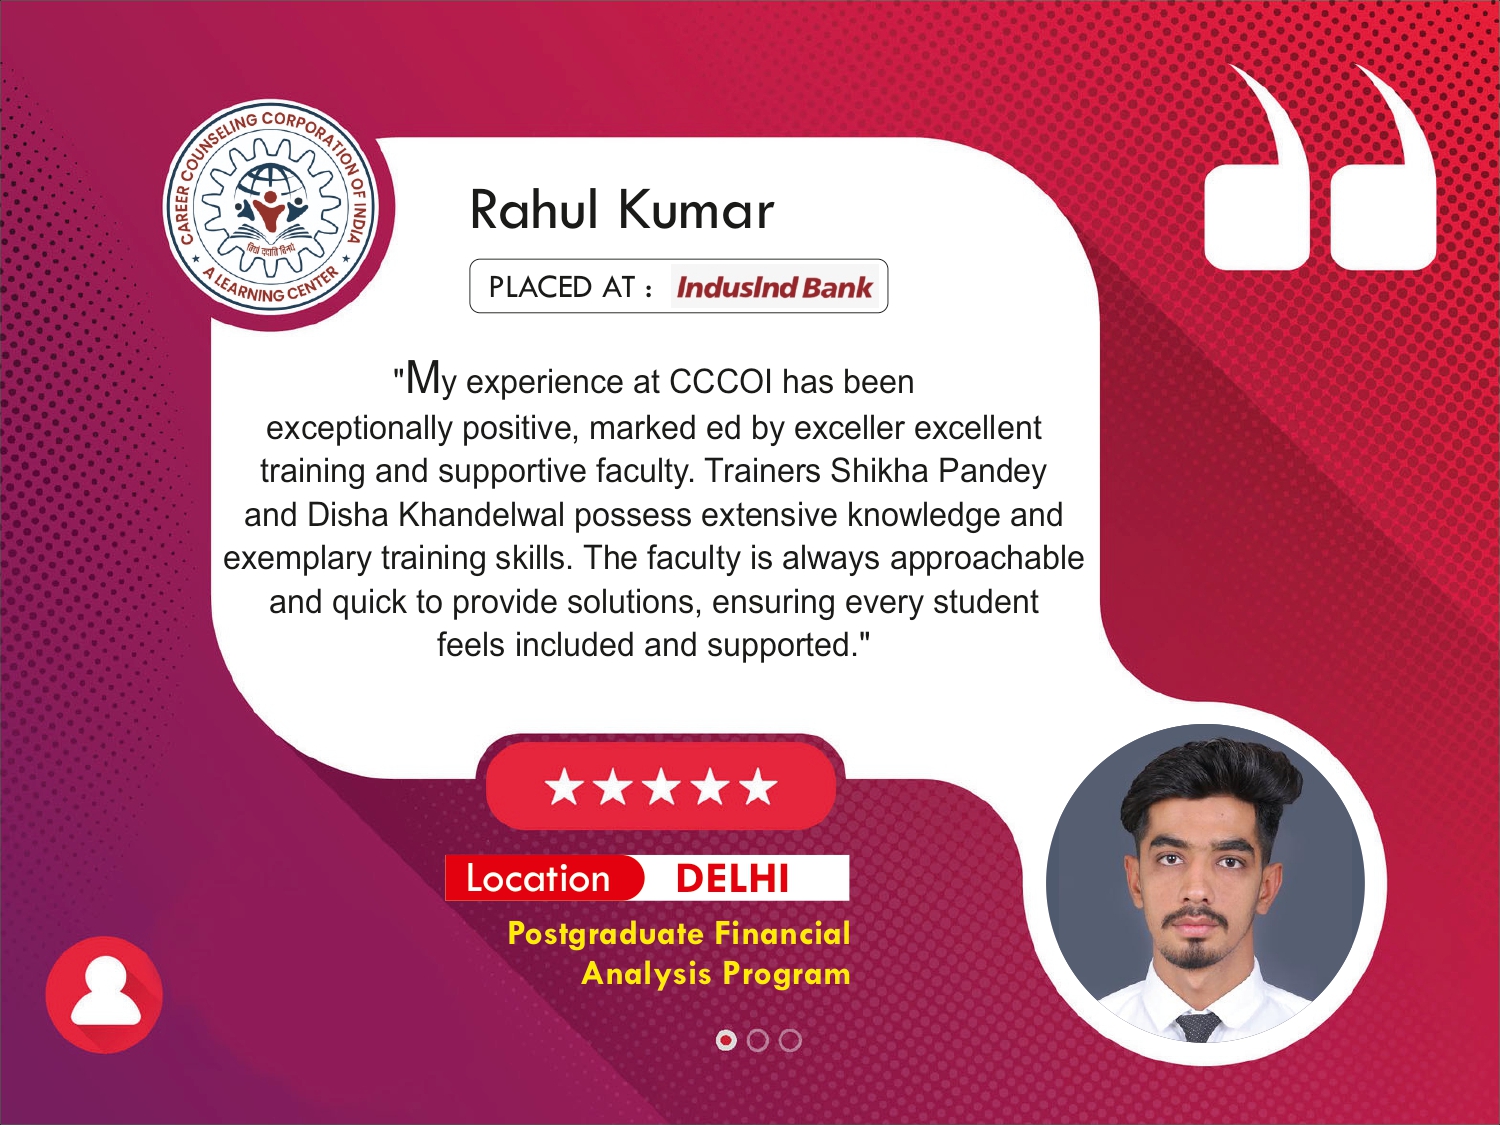 CAREER COUNSELING CORPORATION OF INDIA
A LEARNING CENTER
Rahul Kumar
PLACED AT : IndusInd Bank
"My experience at CCCOI has been
exceptionally positive, marked ed by exceller excellent
training and supportive faculty. Trainers Shikha Pandey
and Disha Khandelwal possess extensive knowledge and
exemplary training skills. The faculty is always approachable
and quick to provide solutions, ensuring every student
feels included and supported."
Location DELHI
Postgraduate Financial
Analysis Program